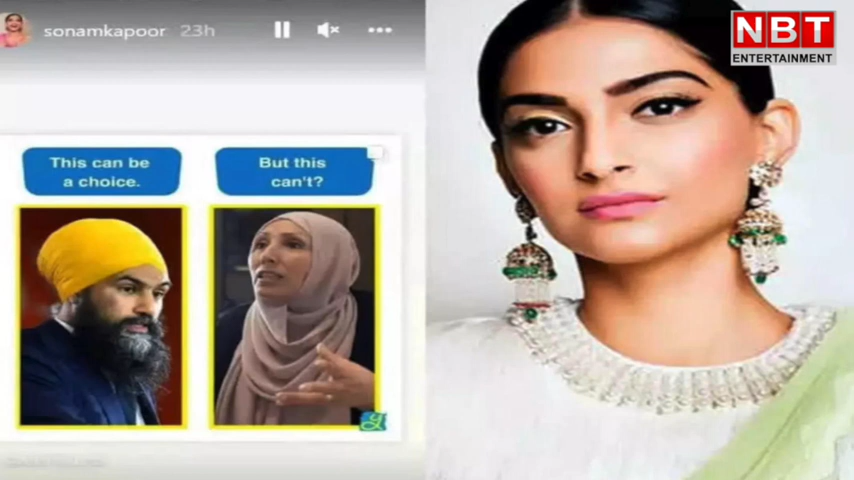 sonamkapoor 23h
This can be
a choice.
But this
can't?
NBT
ENTERTAINMENT